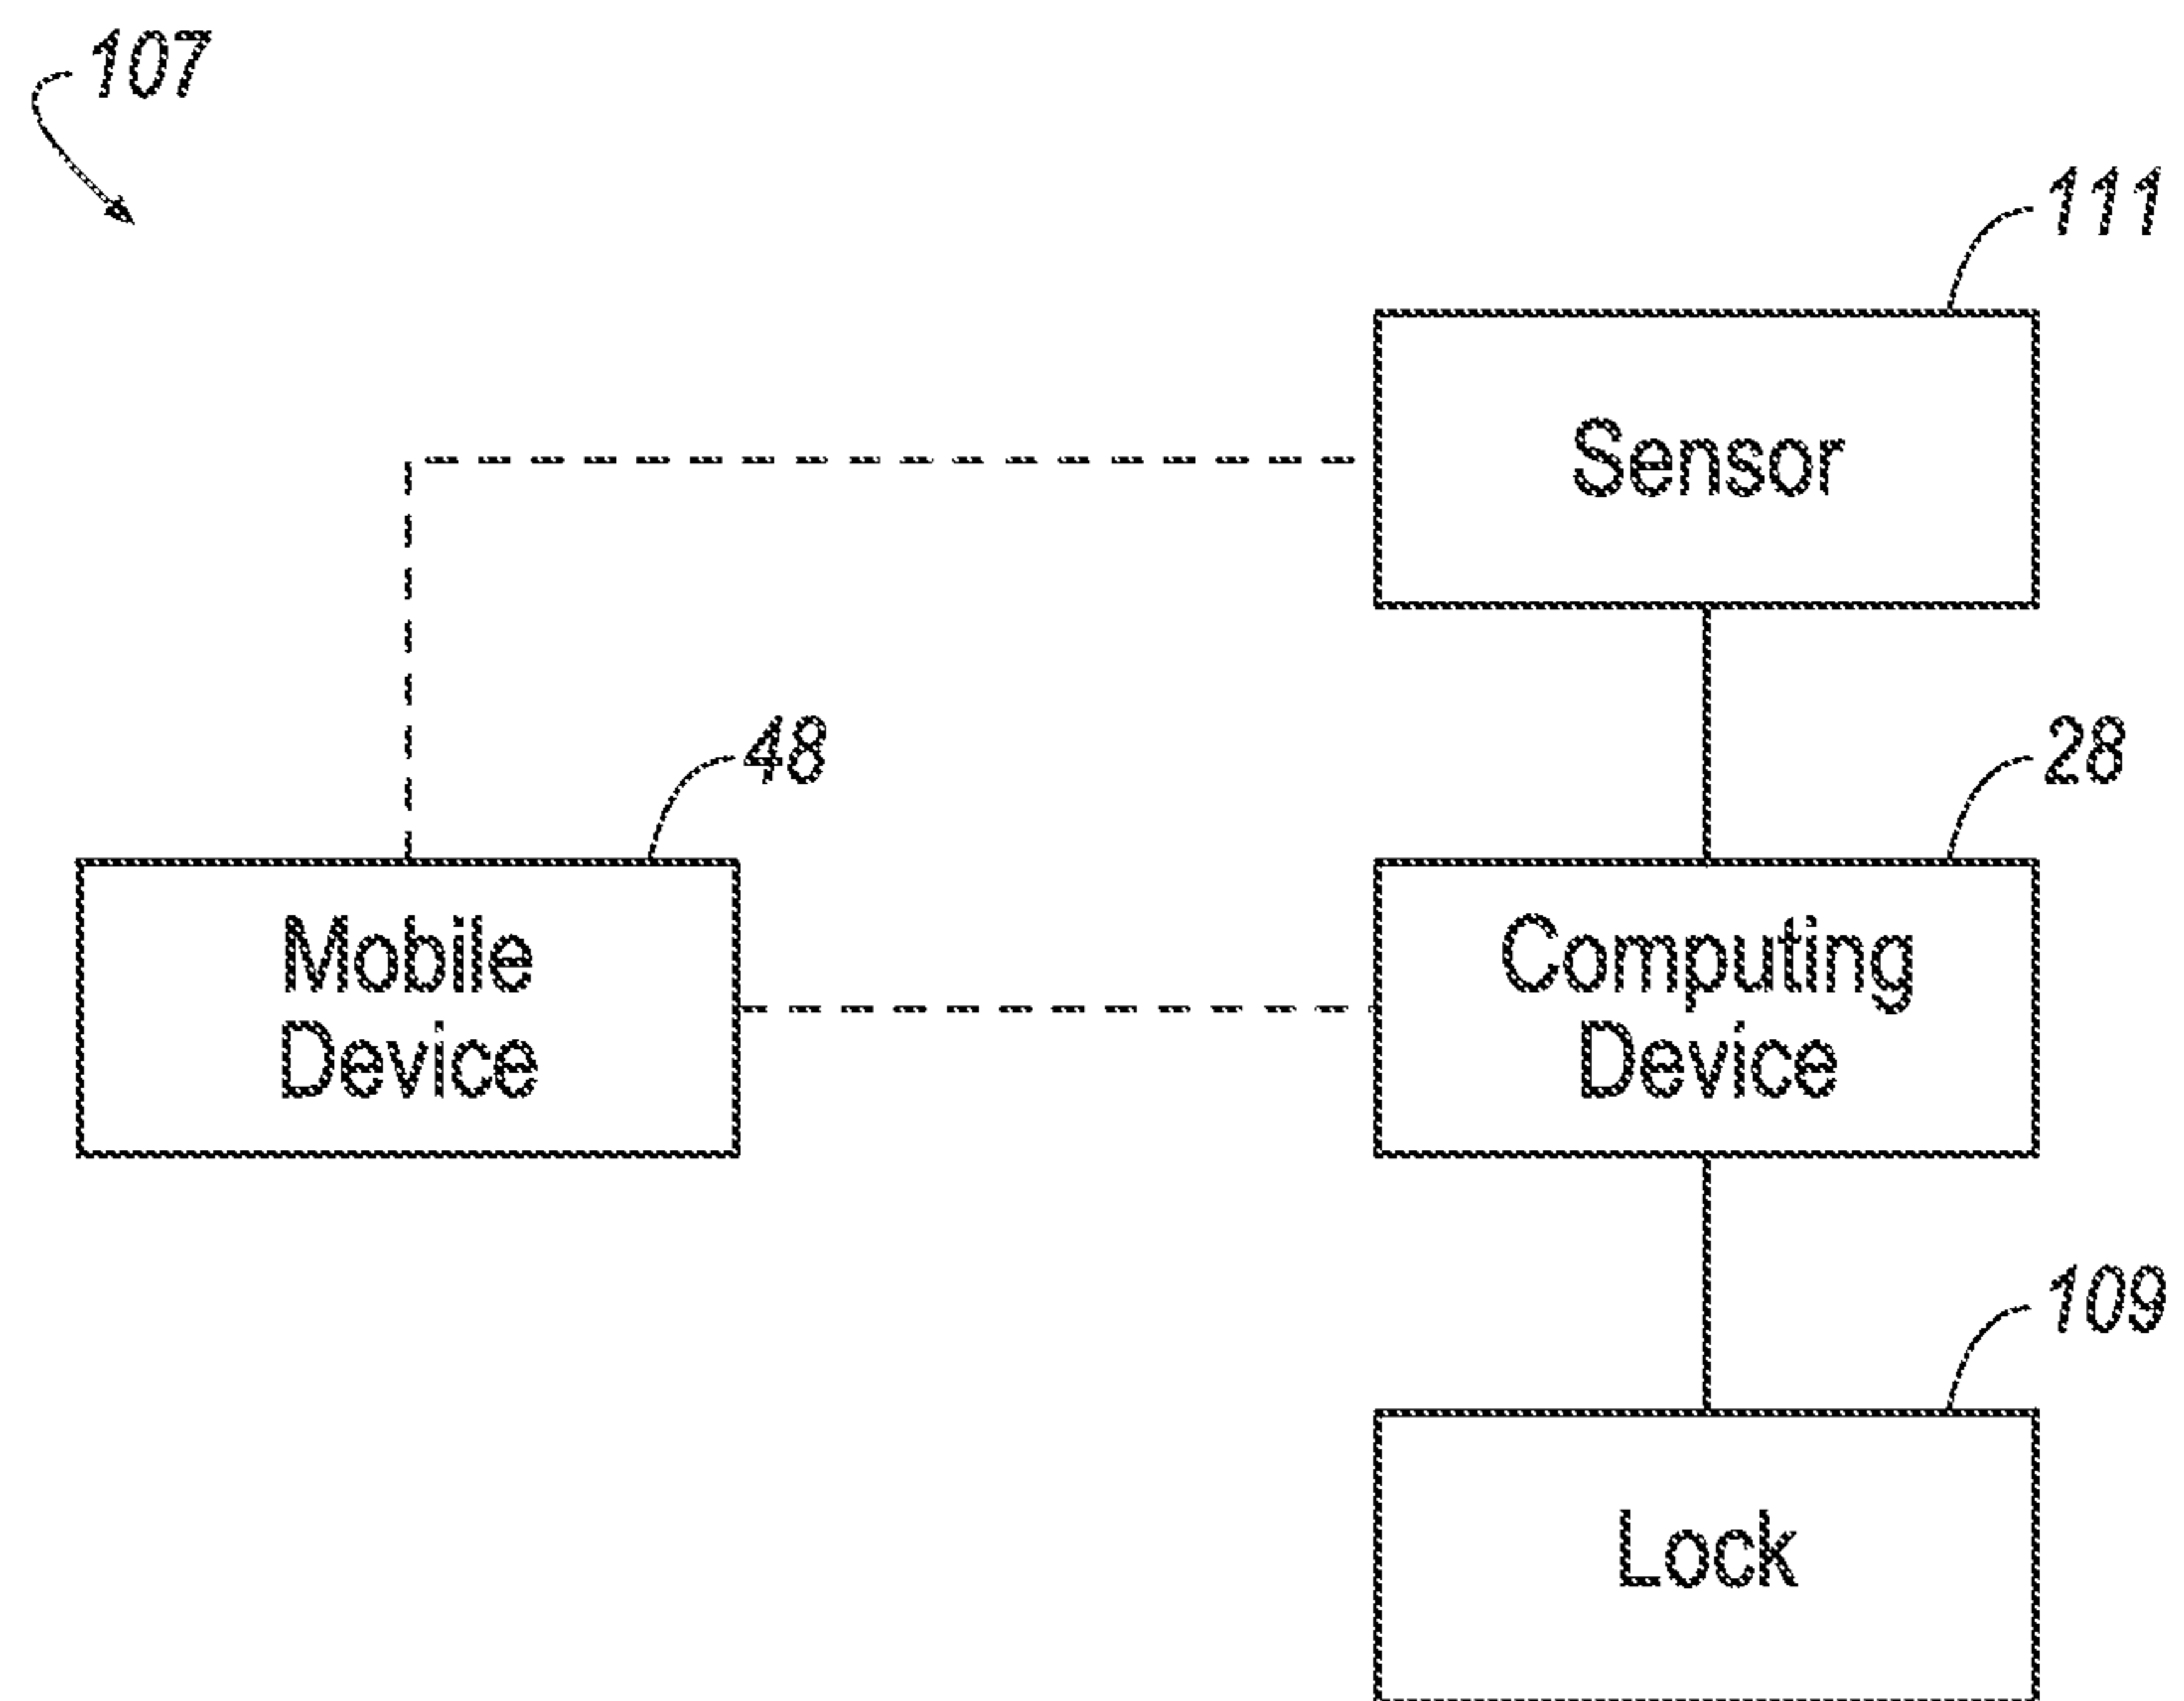 107
111
Sensor
48
28
Mobile
Device
Computing
Device
109
Lock